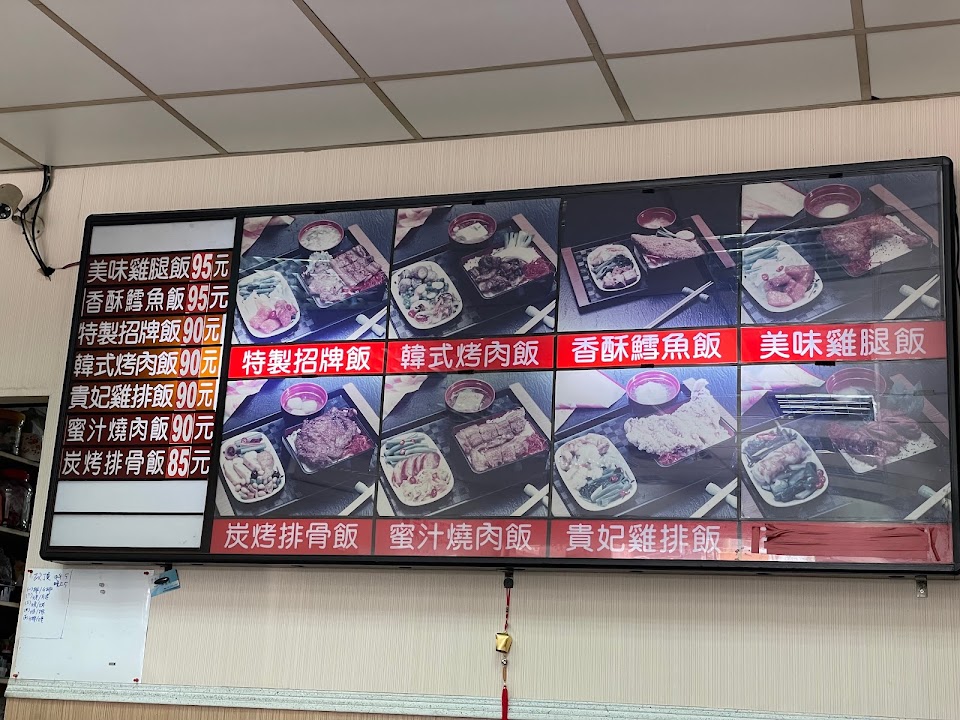 美味雞腿飯95元
香酥鱈魚飯95元
特製招牌飯90元
韓式烤肉飯90元
貴妃雞排飯90元
蜜汁燒肉飯90元
炭烤排骨飯85元
特製招牌飯
韓式烤肉飯
香酥鱈魚飯
美味雞腿飯
炭烤排骨飯
蜜汁燒肉飯
貴妃雞排飯